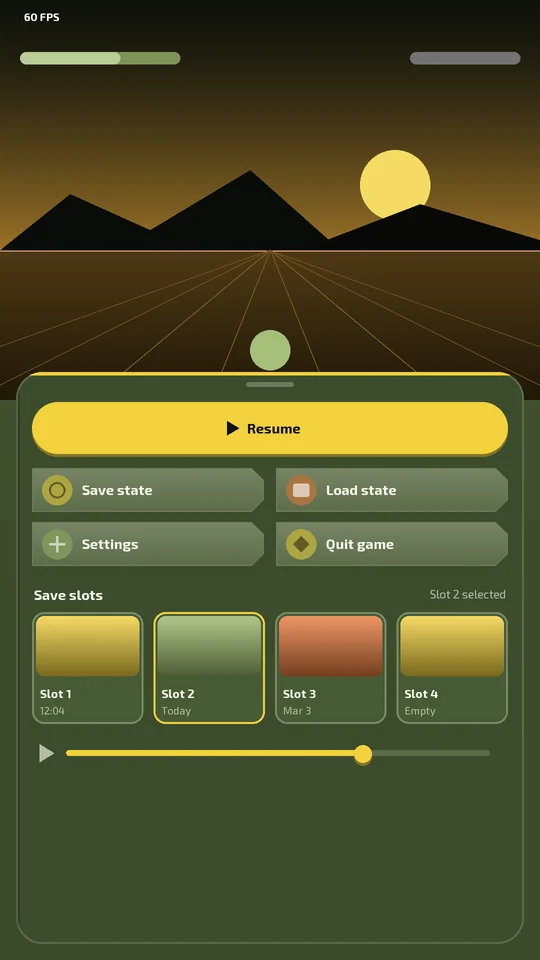 60 FPS
Resume
Save state
Load state
Settings
Quit game
Save slots
Slot 2 selected
Slot 1
12:04
Slot 2
Today
Slot 3
Mar 3
Slot 4
Empty